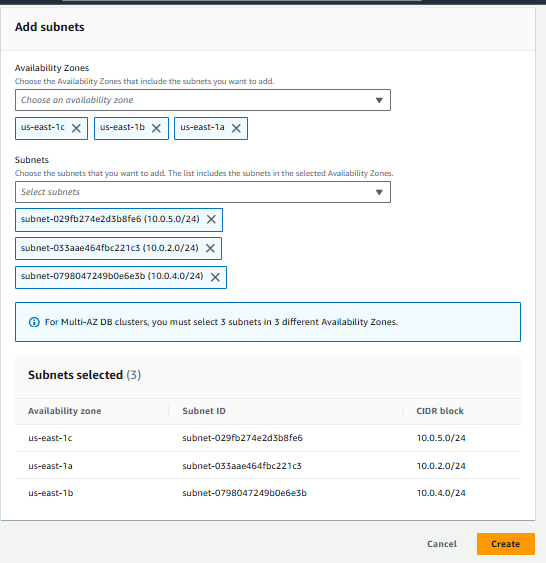 Add subnets
Availability Zones
Choose the Availability Zones that include the subnets you want to add.
Choose an availability zone
us-east-1c us-east-1b us-east-1a
Subnets
Choose the subnets that you want to add. The list includes the subnets in the selected Availability Zones.
Select subnets
subnet-029fb274e2d3b8fe6 (10.0.5.0/24)
subnet-033aae464fbc221c3 (10.0.2.0/24)
subnet-0798047249b0e6e3b (10.0.4.0/24)
For Multi-AZ DB clusters, you must select 3 subnets in 3 different Availability Zones.
Subnets selected (3)
Availability zone Subnet ID CIDR block
us-east-1c subnet-029fb274e2d3b8fe6 10.0.5.0/24
us-east-1a subnet-033aae464fbc221c3 10.0.2.0/24
us-east-1b subnet-0798047249b0e6e3b 10.0.4.0/24
Cancel Create